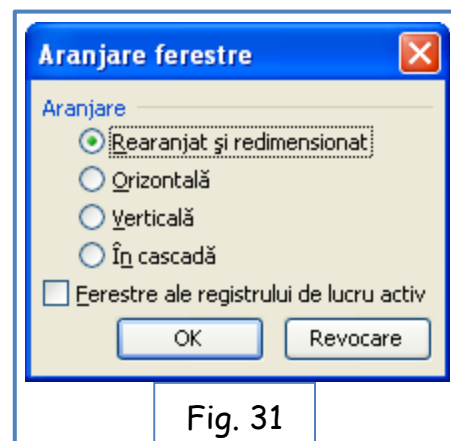 Aranjare ferestre
Aranjare
Rearanjat şi redimensionat
Orizontală
Verticală
În cascadă
Ferestre ale registrului de lucru activ
OK Revocare
Fig. 31